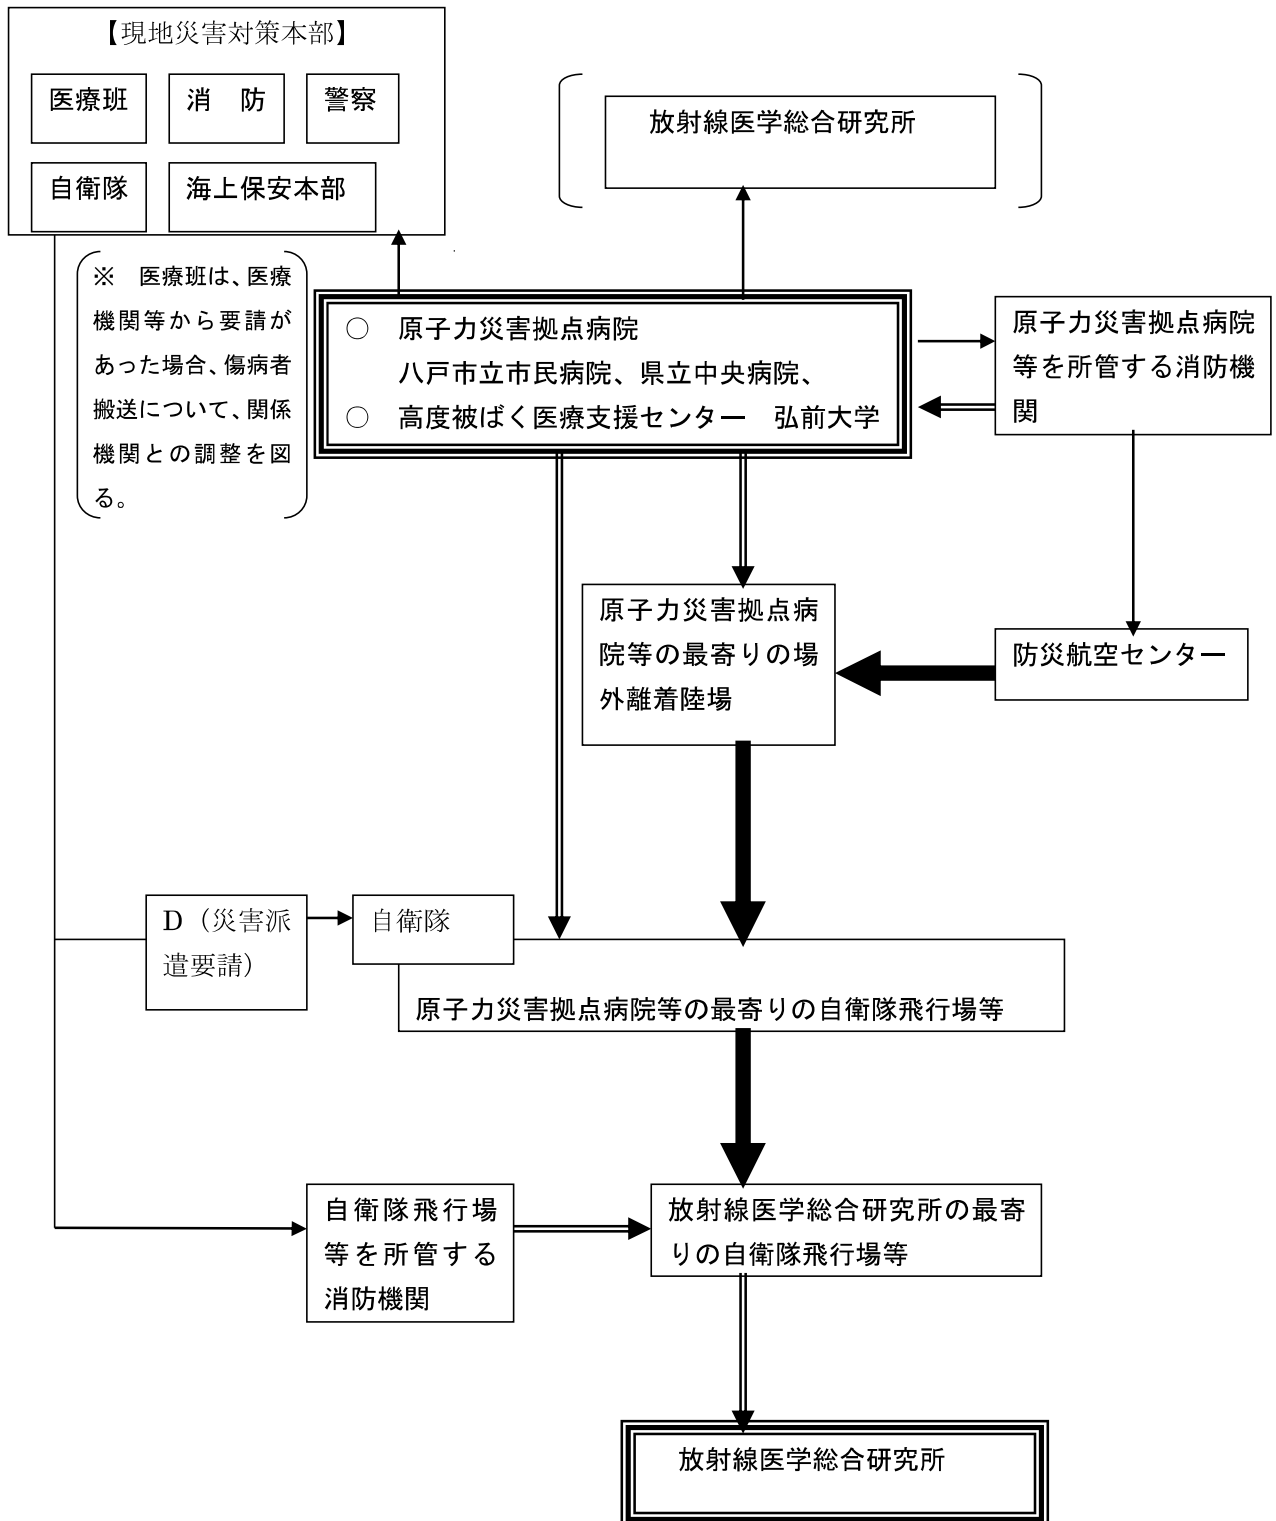 【現地災害対策本部】
医療班
消　防
警察
自衛隊
海上保安本部
放射線医学総合研究所
※　医療班は、医療
機関等から要請が
あった場合、傷病者
搬送について、関係
機関との調整を図
る。
○　原子力災害拠点病院
八戸市立市民病院、県立中央病院、
○　高度被ばく医療支援センター　弘前大学
原子力災害拠点病院
等を所管する消防機
関
原子力災害拠点病
院等の最寄りの場
外離着陸場
防災航空センター
D（災害派
遣要請）
自衛隊
原子力災害拠点病院等の最寄りの自衛隊飛行場等
自衛隊飛行場
等を所管する
消防機関
放射線医学総合研究所の最寄
りの自衛隊飛行場等
放射線医学総合研究所